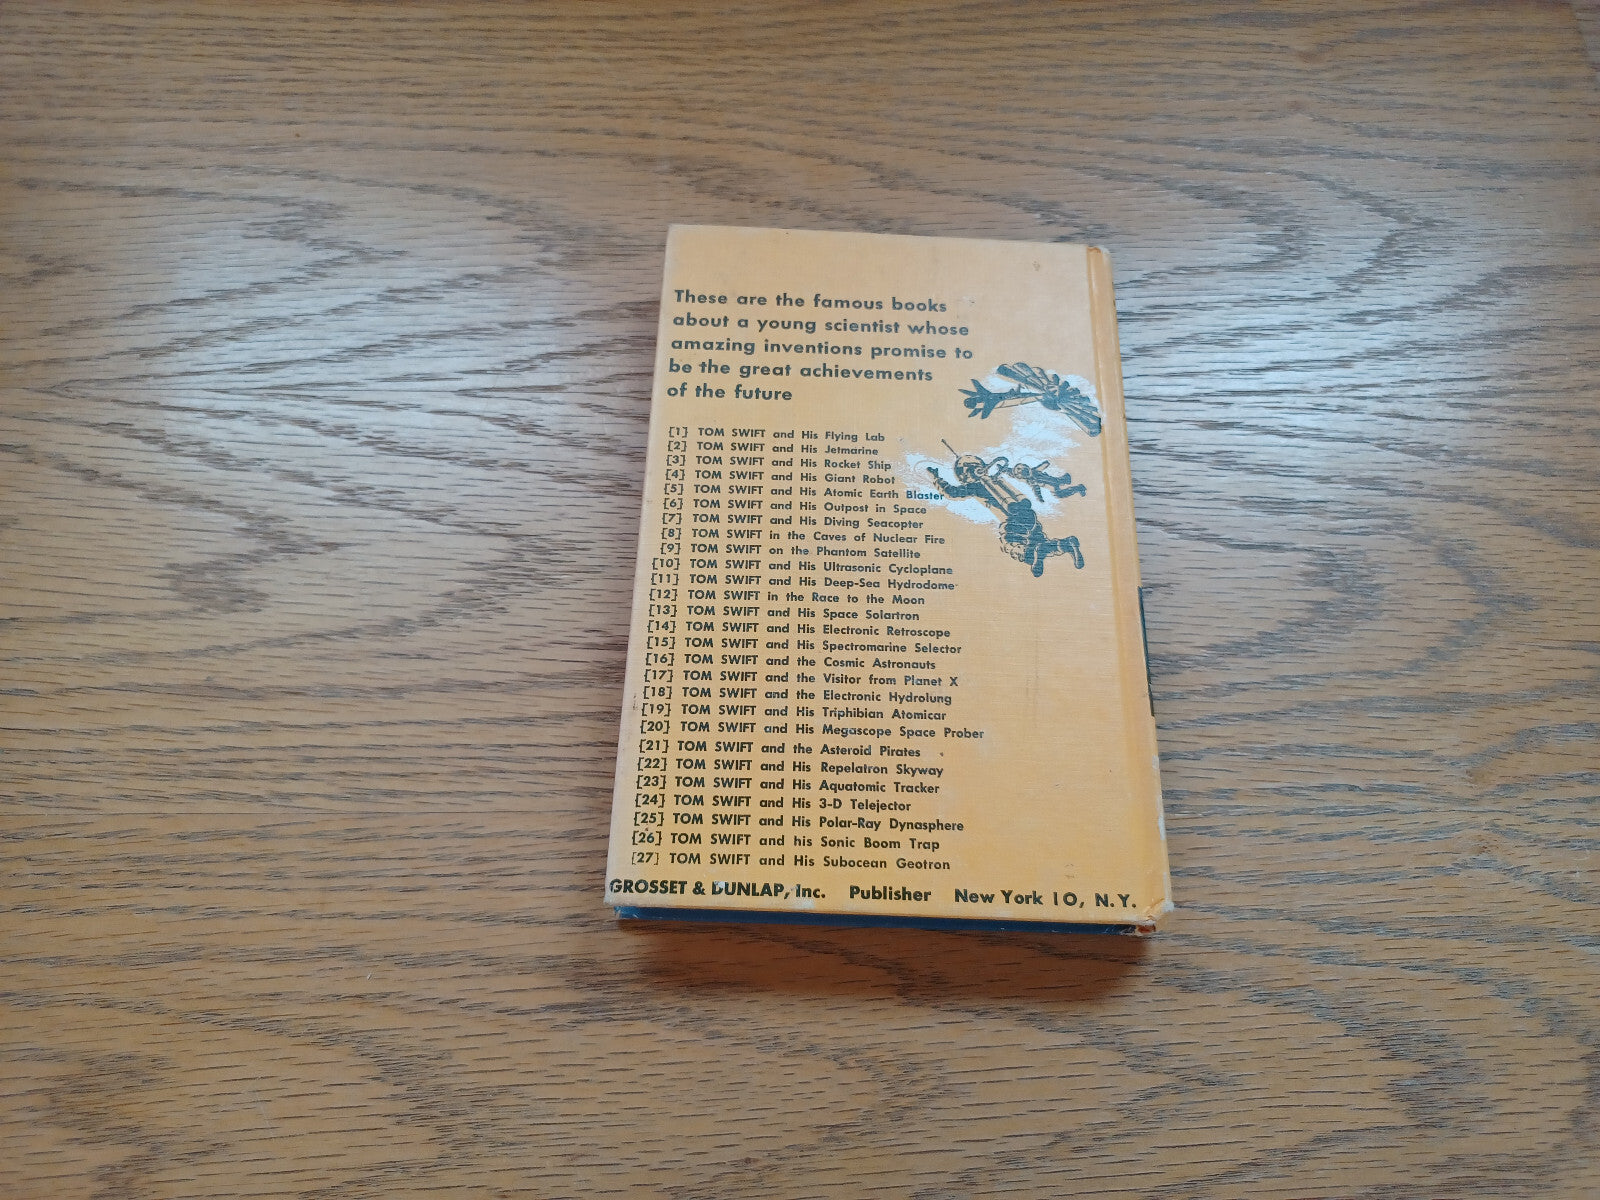 These are the famous books
about a young scientist whose
amazing inventions promise to
be the great achievements
of the future
[1] TOM SWIFT and His Flying Lab
[2] TOM SWIFT and His Jetmarine
[3] TOM SWIFT and His Rocket Ship
[4] TOM SWIFT and His Giant Robot
[5] TOM SWIFT and His Atomic Earth Blaster
[6] TOM SWIFT and His Outpost in Space
[7] TOM SWIFT and His Diving Seacopter
[8] TOM SWIFT in the Caves of Nuclear Fire
[9] TOM SWIFT on the Phantom Satellite
[10] TOM SWIFT and His Ultrasonic Cycloplane
[11] TOM SWIFT and His Deep-Sea Hydrodome
[12] TOM SWIFT in the Race to the Moon
[13] TOM SWIFT and His Space Solartron
[14] TOM SWIFT and His Electronic Retroscope
[15] TOM SWIFT and His Spectromarine Selector
[16] TOM SWIFT and the Cosmic Astronauts
[17] TOM SWIFT and the Visitor from Planet X
[18] TOM SWIFT and the Electronic Hydrolung
[19] TOM SWIFT and His Triphibian Atomicar
[20] TOM SWIFT and His Megascope Space Prober
[21] TOM SWIFT and the Asteroid Pirates
[22] TOM SWIFT and His Repelatron Skyway
[23] TOM SWIFT and His Aquatomic Tracker
[24] TOM SWIFT and His 3-D Telejector
[25] TOM SWIFT and His Polar-Ray Dynasphere
[26] TOM SWIFT and his Sonic Boom Trap
[27] TOM SWIFT and His Subocean Geotron
GROSSET & DUNLAP, Inc. Publisher New York 10, N.Y.